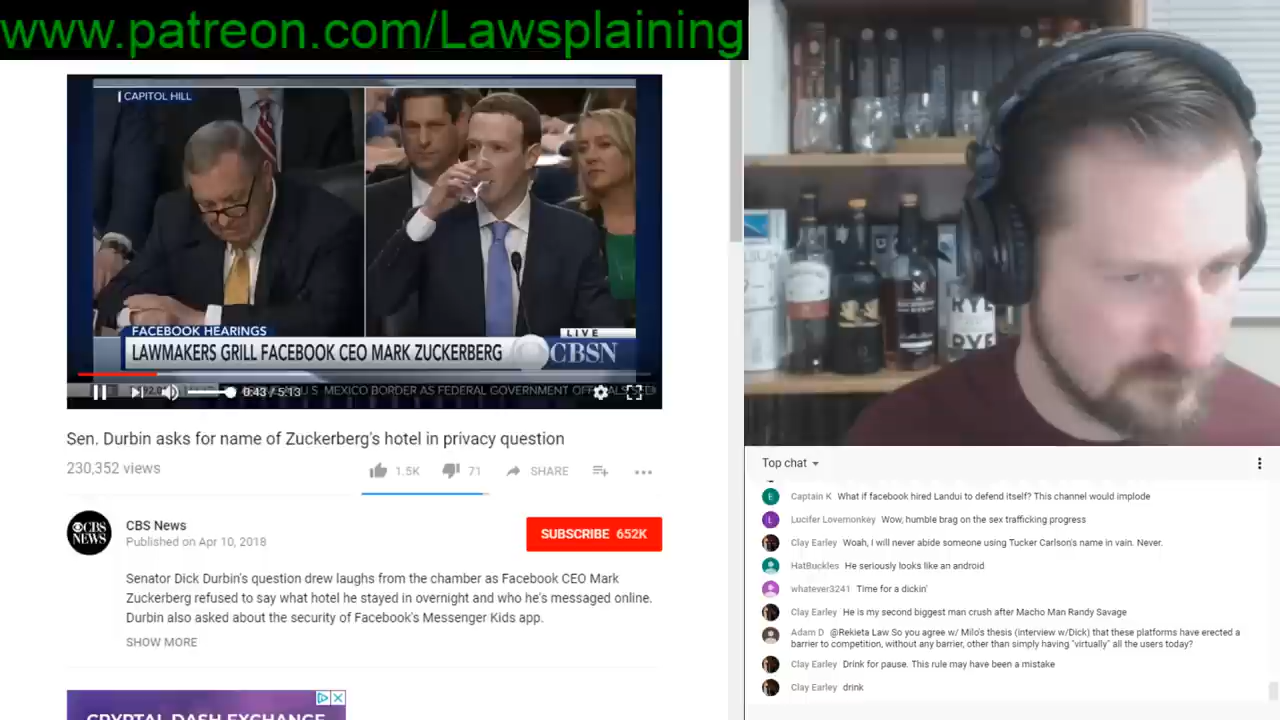 www.patreon.com/Lawsplaining
CAPITOL HILL
FACEBOOK HEARINGS
LIVE
LAWMAKERS GRILL FACEBOOK CEO MARK ZUCKERBERG
CBSN
U.S. MEXICO BORDER AS FEDERAL GOVERNMENT
0:43 / 5:13
Sen. Durbin asks for name of Zuckerberg's hotel in privacy question
230,352 views
1.5K 71 SHARE
CBS NEWS
CBS News
Published on Apr 10, 2018
SUBSCRIBE 652K
Senator Dick Durbin's question drew laughs from the chamber as Facebook CEO Mark
Zuckerberg refused to say what hotel he stayed in overnight and who he's messaged online.
Durbin also asked about the security of Facebook's Messenger Kids app.
SHOW MORE
CRYPTAL DASH EXCHANGE
RYE
RYE
Top chat
Captain K What if facebook hired Landui to defend itself? This channel would implode
Lucifer Lovemonkey Wow, humble brag on the sex trafficking progress
Clay Earley Woah, I will never abide someone using Tucker Carlson's name in vain. Never.
HatBuckles He seriously looks like an android
whatever3241 Time for a dickin'
Clay Earley He is my second biggest man crush after Macho Man Randy Savage
Adam D @Rekieta Law So you agree w/ Milo's thesis (interview w/Dick) that these platforms have erected a
barrier to competition, without any barrier, other than simply having "virtually" all the users today?
Clay Earley Drink for pause. This rule may have been a mistake
Clay Earley drink